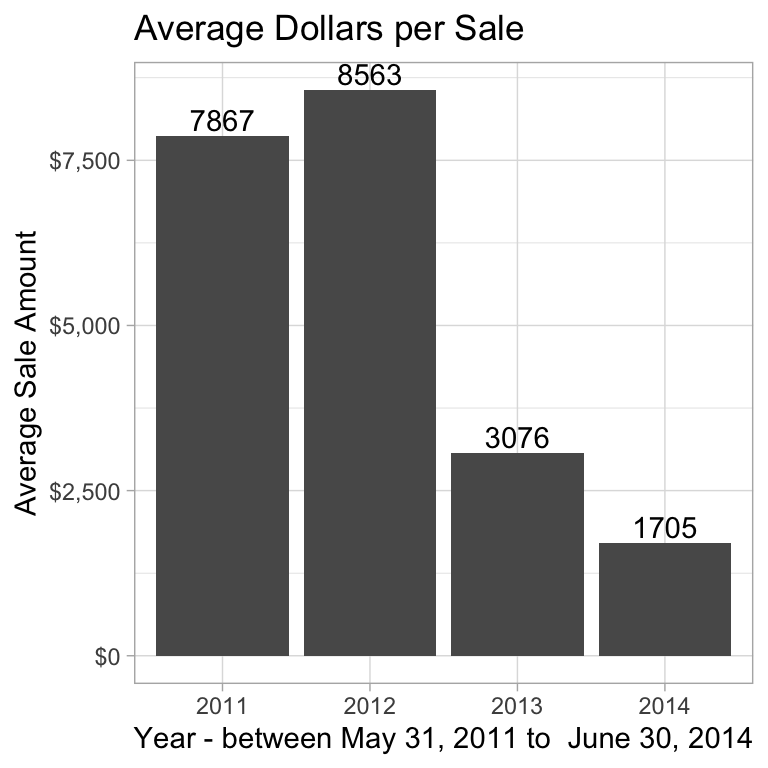 Average Dollars per Sale
8563
7867
$7,500
Average Sale Amount
$5,000
3076
$2,500
1705
$0
2011 2012 2013 2014
Year - between May 31, 2011 to  June 30, 2014